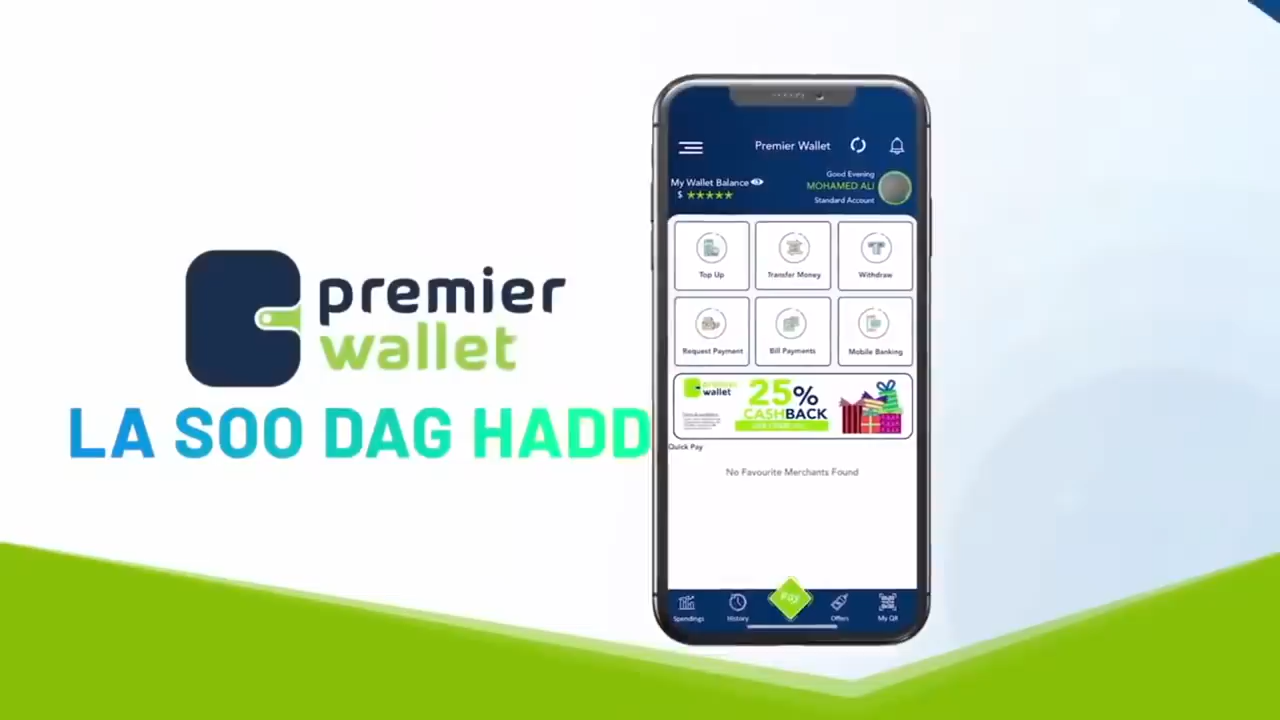 premier
wallet
LA SOO DAG HADD
Premier Wallet
My Wallet Balance
$ ★★★★★
Good Evening
MOHAMED ALI
Standard Account
Top Up
Transfer Money
Withdraw
Request Payment
Bill Payments
Mobile Banking
premier
wallet
25%
CASHBACK
Quick Pay
No Favourite Merchants Found
Spendings
History
Pay
Offers
My QR